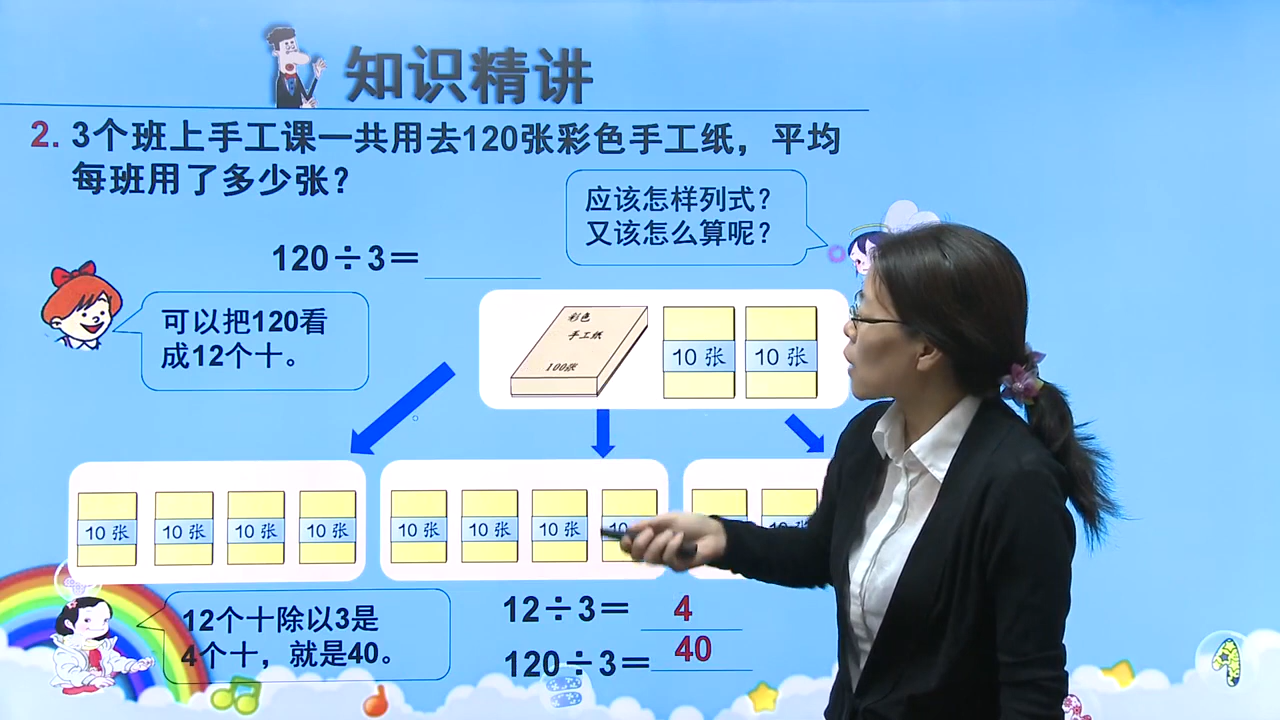 知识精讲
2. 3个班上手工课一共用去120张彩色手工纸，平均
每班用了多少张？
应该怎样列式？
又该怎么算呢？
120÷3＝
可以把120看
成12个十。
彩色
手工纸
100张
10 张
10 张
10 张
10 张
10 张
10 张
10 张
10 张
10 张
10
10 张
12个十除以3是
4个十，就是40。
12÷3＝ 4
120÷3＝ 40